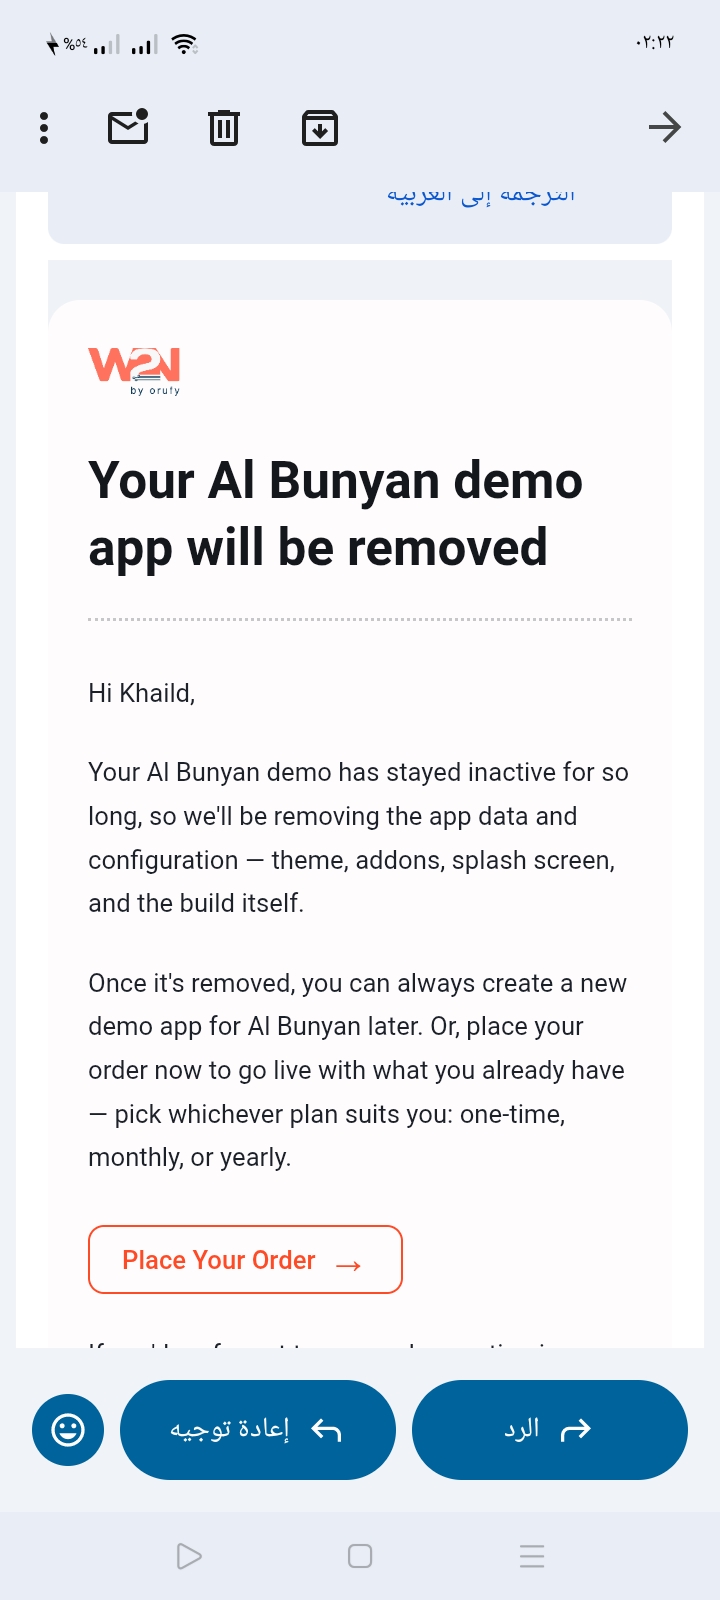 %٥٤
٠٢:٢٢
الترجمة إلى العربية
W2N
by orufy
Your Al Bunyan demo
app will be removed
Hi Khaild,
Your Al Bunyan demo has stayed inactive for so
long, so we'll be removing the app data and
configuration — theme, addons, splash screen,
and the build itself.
Once it's removed, you can always create a new
demo app for Al Bunyan later. Or, place your
order now to go live with what you already have
— pick whichever plan suits you: one-time,
monthly, or yearly.
Place Your Order →
الرد
إعادة توجيه